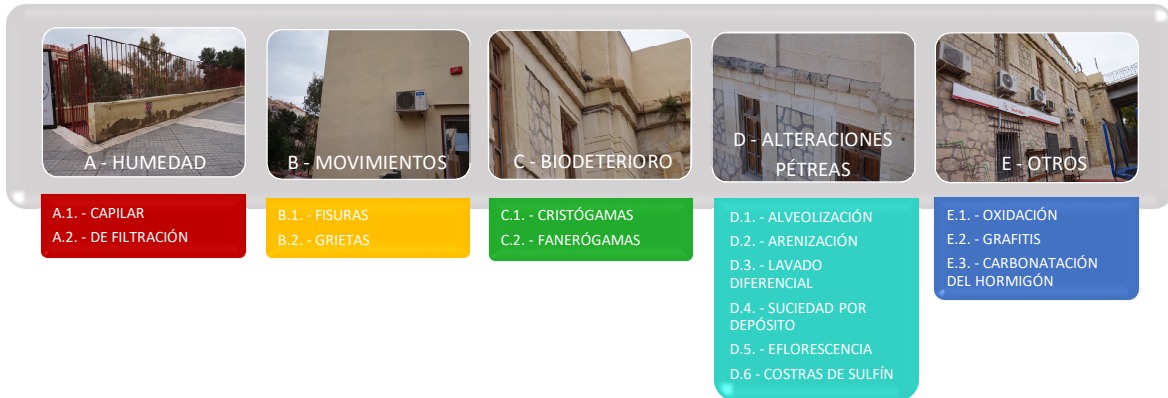 A - HUMEDAD
A.1. - CAPILAR
A.2. - DE FILTRACIÓN
B - MOVIMIENTOS
B.1. - FISURAS
B.2. - GRIETAS
C - BIODETERIORO
C.1. - CRISTÓGAMAS
C.2. - FANERÓGAMAS
D - ALTERACIONES
PÉTREAS
D.1. - ALVEOLIZACIÓN
D.2. - ARENIZACIÓN
D.3. - LAVADO
DIFERENCIAL
D.4. - SUCIEDAD POR
DEPÓSITO
D.5. - EFLORESCENCIA
D.6 - COSTRAS DE SULFÍN
E - OTROS
E.1. - OXIDACIÓN
E.2. - GRAFITIS
E.3. - CARBONATACIÓN
DEL HORMIGÓN